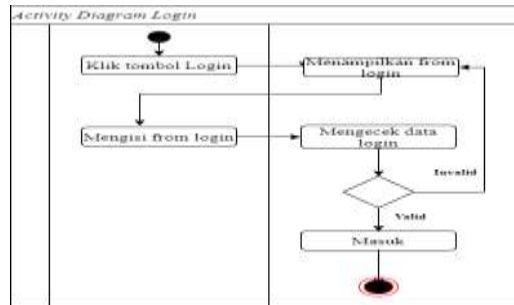 Activity Diagram Login
Klik tombol Login
Menampilkan from
login
Mengisi from login
Mengecek data
login
Invalid
Valid
Masuk